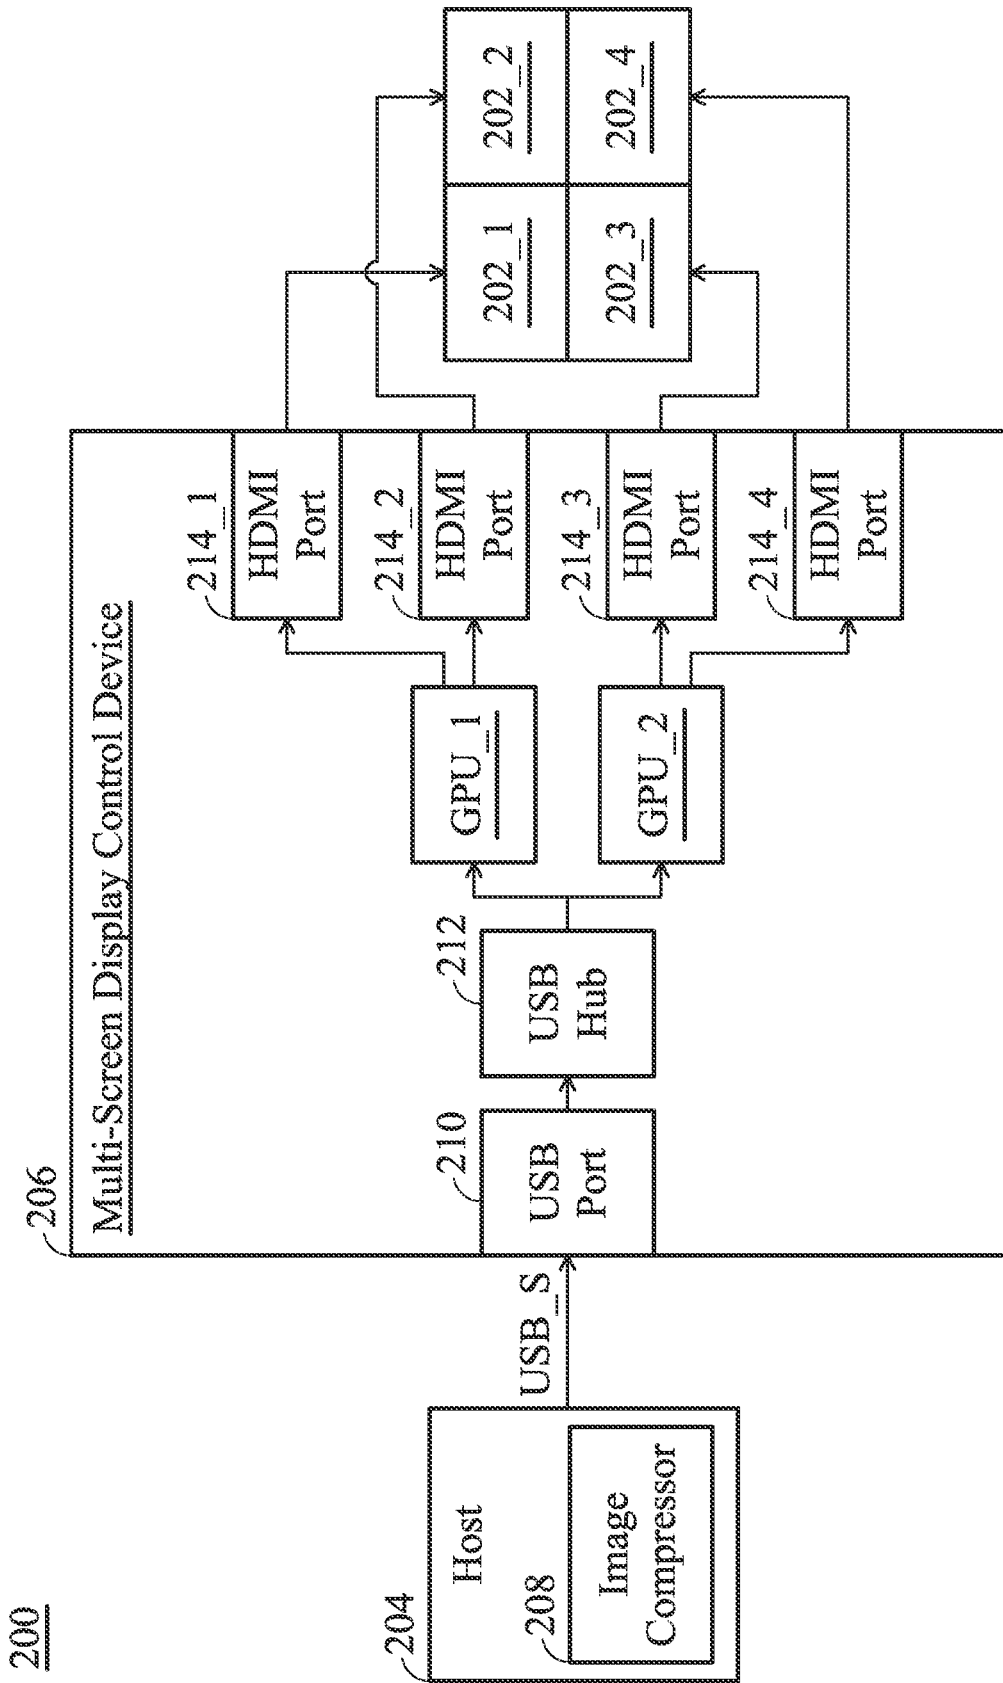 200
204
Host
208
Image
Compressor
USB_S
206
Multi-Screen Display Control Device
210
USB
Port
212
USB
Hub
GPU_1
GPU_2
214_1
HDMI
Port
214_2
HDMI
Port
214_3
HDMI
Port
214_4
HDMI
Port
202_1
202_2
202_3
202_4